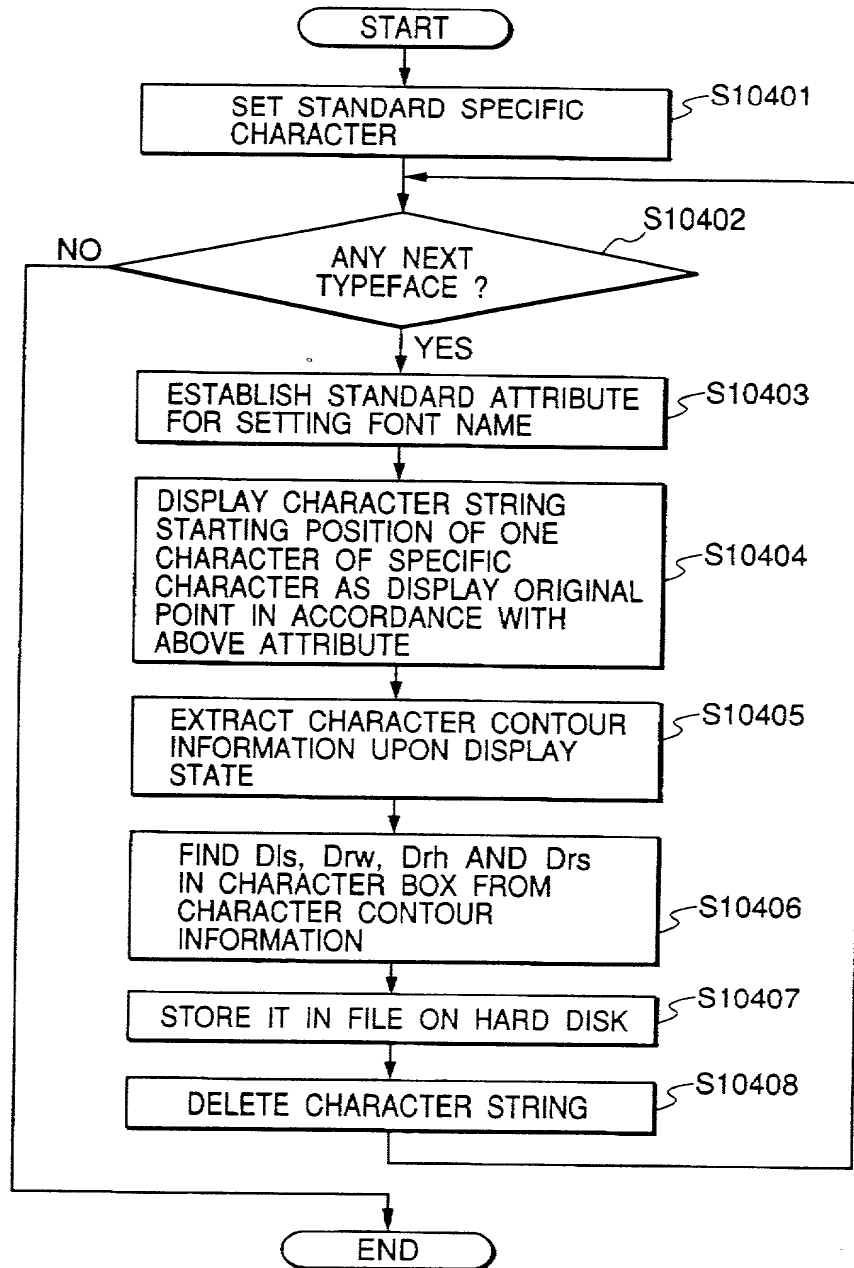 START
SET STANDARD SPECIFIC
CHARACTER
S10401
ANY NEXT
TYPEFACE ?
S10402
NO
YES
ESTABLISH STANDARD ATTRIBUTE
FOR SETTING FONT NAME
S10403
DISPLAY CHARACTER STRING
STARTING POSITION OF ONE
CHARACTER OF SPECIFIC
CHARACTER AS DISPLAY ORIGINAL
POINT IN ACCORDANCE WITH
ABOVE ATTRIBUTE
S10404
EXTRACT CHARACTER CONTOUR
INFORMATION UPON DISPLAY
STATE
S10405
FIND Dls, Drw, Drh AND Drs
IN CHARACTER BOX FROM
CHARACTER CONTOUR
INFORMATION
S10406
STORE IT IN FILE ON HARD DISK
S10407
DELETE CHARACTER STRING
S10408
END